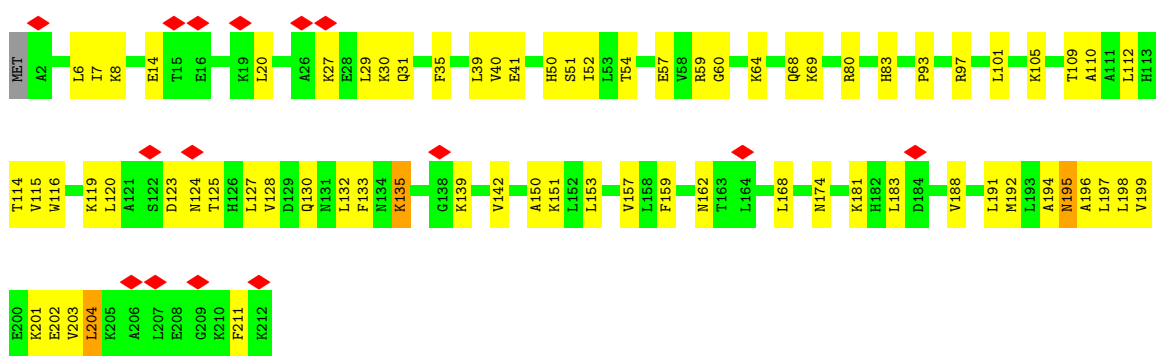 MET A2 L6 I7 K8 E14 T15 E16 K19 L20 A26 K27 E28 L29 K30 Q31 F35 L39 V40 E41 H50 S51 I52 L53 T54 E57 V58 R59 G60 K64 Q68 K69 R80 H83 P93 R97 L101 K105 T109 A110 A111 L112 H113
T114 V115 W116 K119 L120 A121 S122 D123 N124 T125 H126 L127 V128 D129 Q130 N131 L132 F133 N134 K135 G138 K139 V142 A150 K151 L152 L153 V157 L158 F159 N162 T163 L164 L168 N174 K181 H182 L183 D184 V188 L191 M192 L193 A194 N195 A196 L197 L198 V199
E200 K201 E202 V203 L204 K205 A206 L207 E208 G209 K210 F211 K212